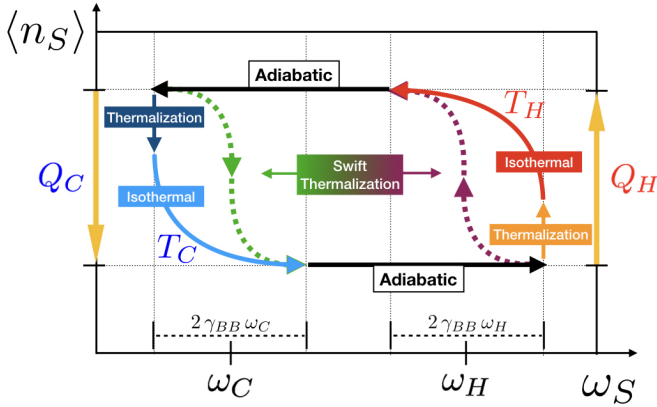 ⟨n_S⟩
Adiabatic
Thermalization
T_H
Q_C
Swift
Thermalization
Isothermal
Q_H
Isothermal
Thermalization
T_C
Adiabatic
2 γ_BB ω_C
2 γ_BB ω_H
ω_C
ω_H
ω_S